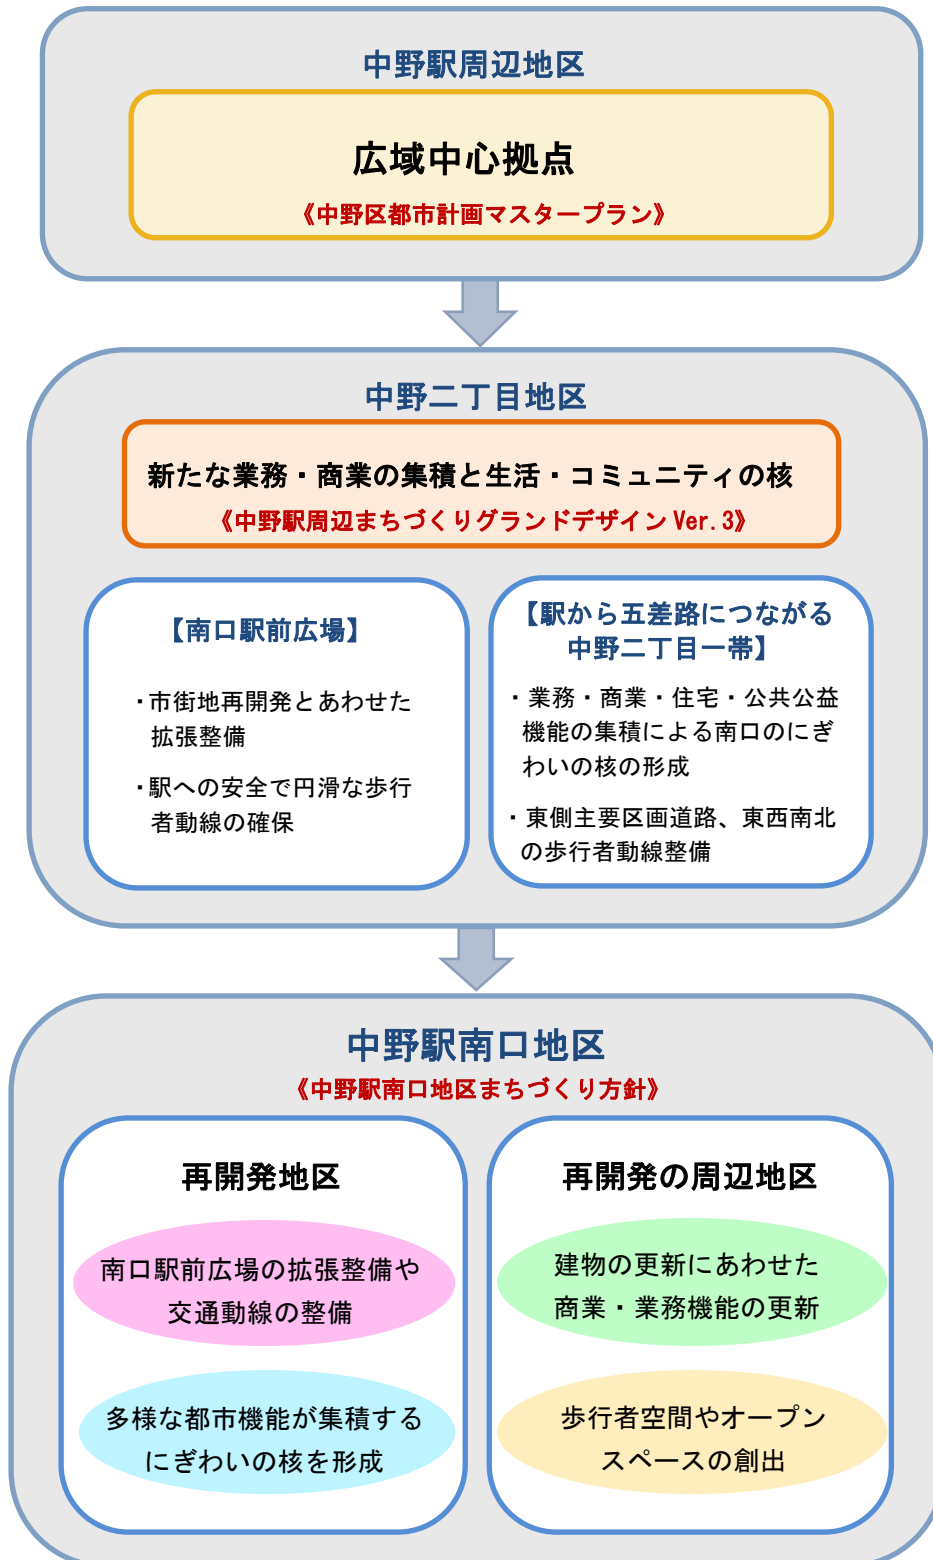 中野駅周辺地区
広域中心拠点
《中野区都市計画マスタープラン》
中野二丁目地区
新たな業務・商業の集積と生活・コミュニティの核
《中野駅周辺まちづくりグランドデザイン Ver.3》
【南口駅前広場】
・市街地再開発とあわせた
拡張整備
・駅への安全で円滑な歩行
者動線の確保
【駅から五差路につながる
中野二丁目一帯】
・業務・商業・住宅・公共公益
機能の集積による南口のにぎ
わいの核の形成
・東側主要区画道路、東西南北
の歩行者動線整備
中野駅南口地区
《中野駅南口地区まちづくり方針》
再開発地区
南口駅前広場の拡張整備や
交通動線の整備
多様な都市機能が集積する
にぎわいの核を形成
再開発の周辺地区
建物の更新にあわせた
商業・業務機能の更新
歩行者空間やオープン
スペースの創出